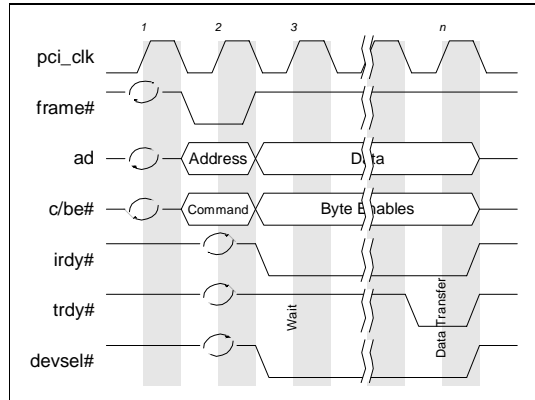 1 2 3 n
pci_clk
frame#
ad Address Data
c/be# Command Byte Enables
irdy#
trdy# Wait Data Transfer
devsel#